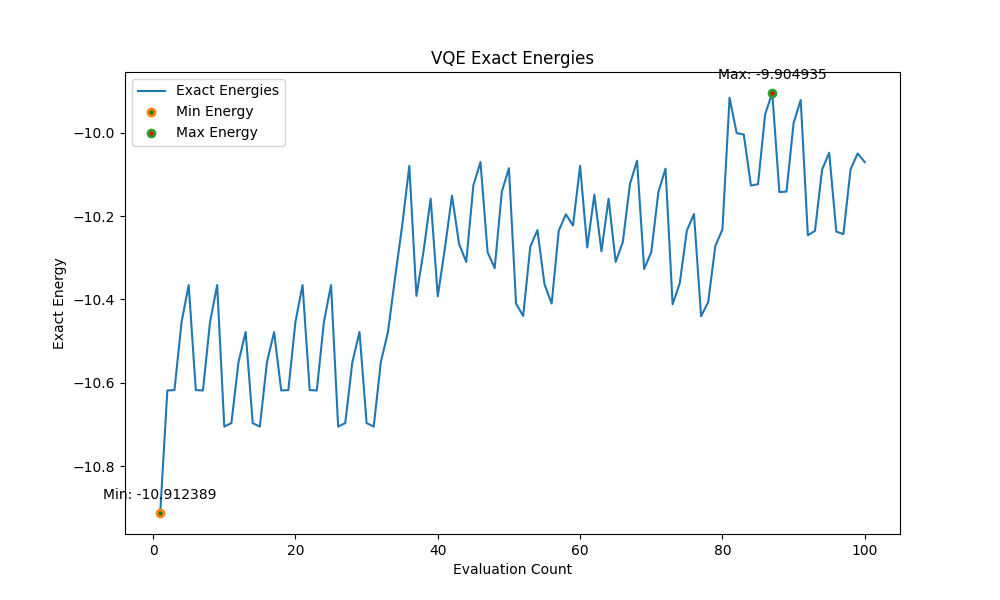 VQE Exact Energies
Max: -9.904935
Exact Energies
Min Energy
Max Energy
Exact Energy
−10.0
−10.2
−10.4
−10.6
−10.8
Min: -10.912389
0 20 40 60 80 100
Evaluation Count